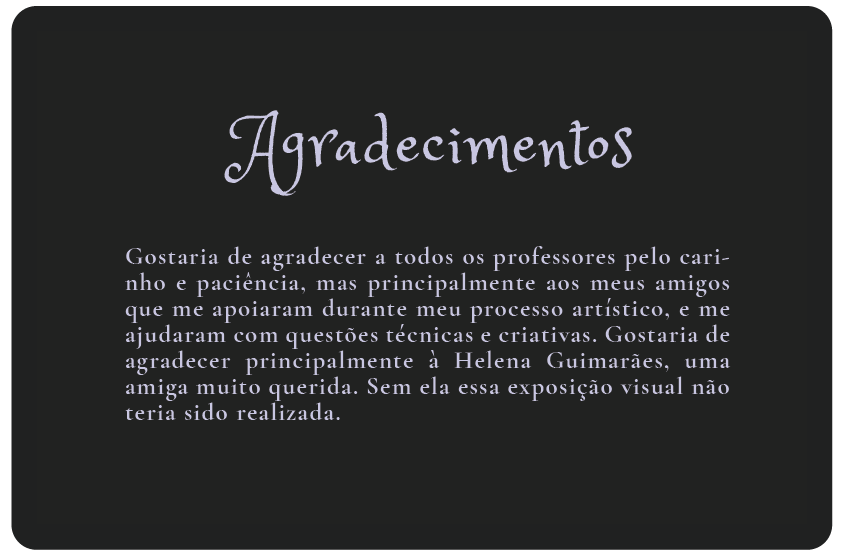 Agradecimentos
Gostaria de agradecer a todos os professores pelo cari-
nho e paciência, mas principalmente aos meus amigos
que me apoiaram durante meu processo artístico, e me
ajudaram com questões técnicas e criativas. Gostaria de
agradecer principalmente à Helena Guimarães, uma
amiga muito querida. Sem ela essa exposição visual não
teria sido realizada.